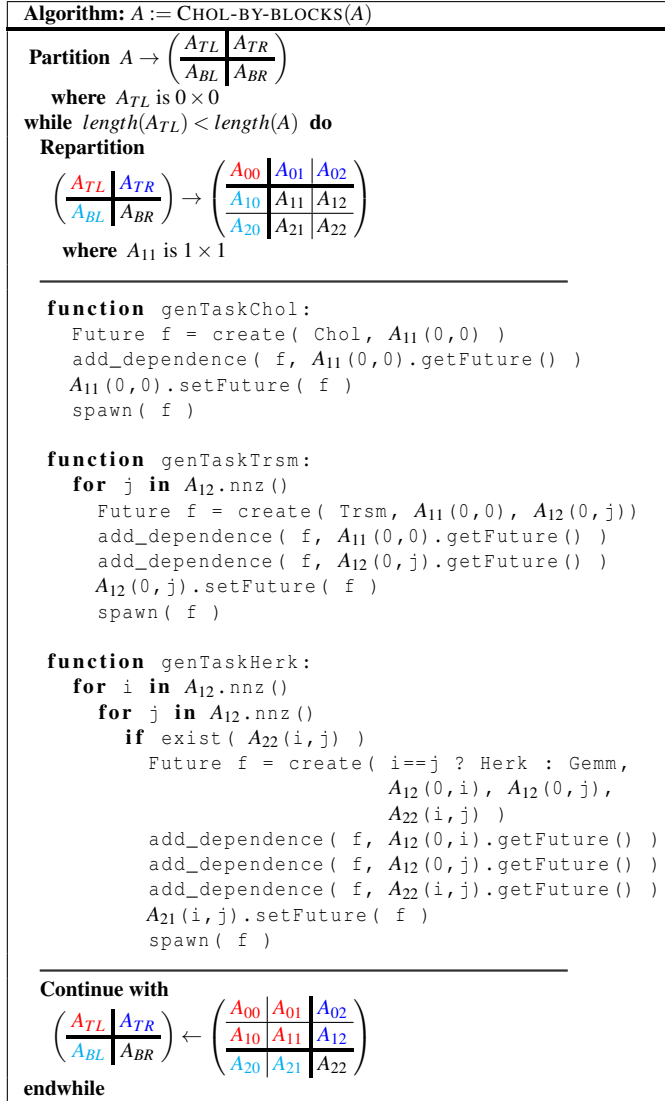 Algorithm: A := CHOL-BY-BLOCKS(A)
Partition A → ( A_TL A_TR
A_BL A_BR )
where A_TL is 0 × 0
while length(A_TL) < length(A) do
Repartition
( A_TL A_TR
A_BL A_BR ) → ( A_00 A_01 A_02
A_10 A_11 A_12
A_20 A_21 A_22 )
where A_11 is 1 × 1
function genTaskChol:
Future f = create( Chol, A_11(0,0) )
add_dependence( f, A_11(0,0).getFuture() )
A_11(0,0).setFuture( f )
spawn( f )
function genTaskTrsm:
for j in A_12.nnz()
Future f = create( Trsm, A_11(0,0), A_12(0,j))
add_dependence( f, A_11(0,0).getFuture() )
add_dependence( f, A_12(0,j).getFuture() )
A_12(0,j).setFuture( f )
spawn( f )
function genTaskHerk:
for i in A_12.nnz()
for j in A_12.nnz()
if exist( A_22(i,j) )
Future f = create( i==j ? Herk : Gemm,
A_12(0,i), A_12(0,j),
A_22(i,j) )
add_dependence( f, A_12(0,i).getFuture() )
add_dependence( f, A_12(0,j).getFuture() )
add_dependence( f, A_22(i,j).getFuture() )
A_21(i,j).setFuture( f )
spawn( f )
Continue with
( A_TL A_TR
A_BL A_BR ) ← ( A_00 A_01 A_02
A_10 A_11 A_12
A_20 A_21 A_22 )
endwhile